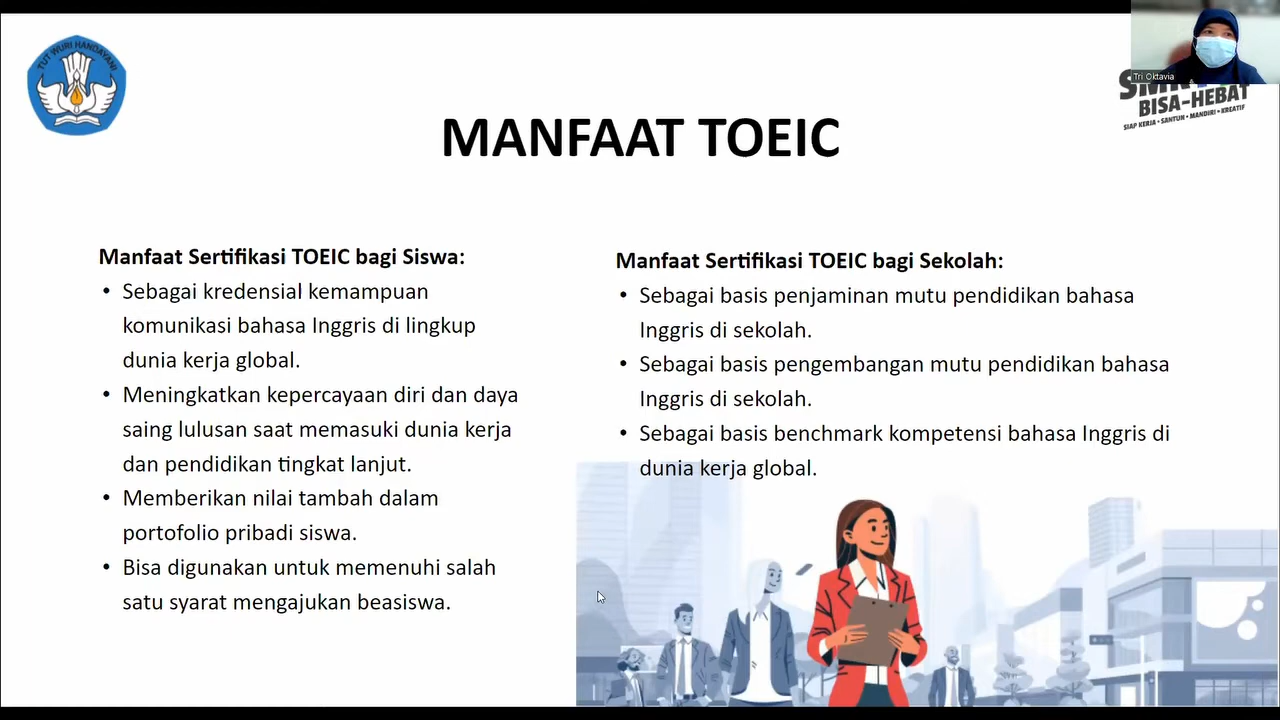 TUT WURI HANDAYANI
Tri Oktavia
BISA-HEBAT
SIAP KERJA • SANTUN • MANDIRI • KREATIF
MANFAAT TOEIC
Manfaat Sertifikasi TOEIC bagi Siswa:
• Sebagai kredensial kemampuan
komunikasi bahasa Inggris di lingkup
dunia kerja global.
• Meningkatkan kepercayaan diri dan daya
saing lulusan saat memasuki dunia kerja
dan pendidikan tingkat lanjut.
• Memberikan nilai tambah dalam
portofolio pribadi siswa.
• Bisa digunakan untuk memenuhi salah
satu syarat mengajukan beasiswa.
Manfaat Sertifikasi TOEIC bagi Sekolah:
• Sebagai basis penjaminan mutu pendidikan bahasa
Inggris di sekolah.
• Sebagai basis pengembangan mutu pendidikan bahasa
Inggris di sekolah.
• Sebagai basis benchmark kompetensi bahasa Inggris di
dunia kerja global.